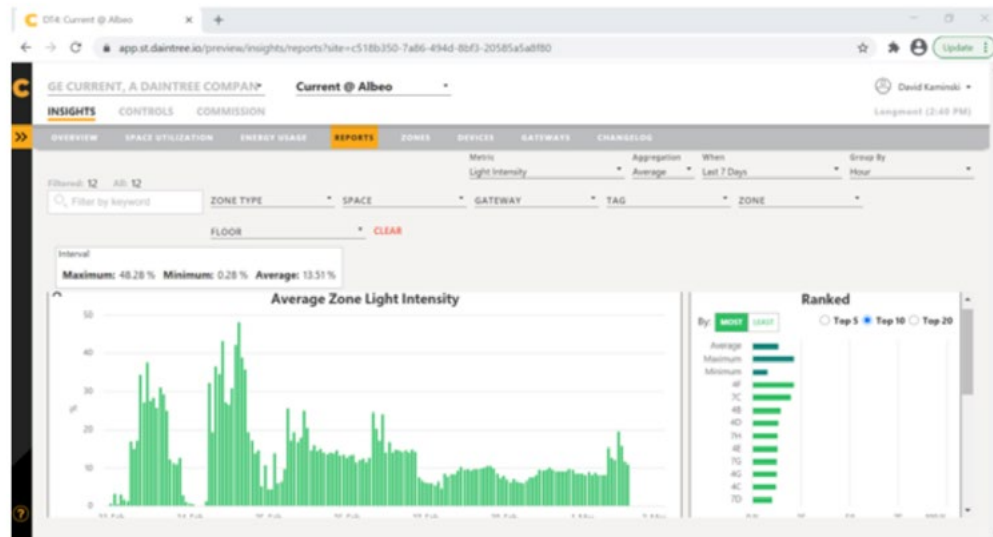 DT4: Current @ Albeo
app.st.daintree.io/preview/insights/reports?site=c518b350-7a86-494d-8bf3-20585a5a8f80
Update
GE CURRENT, A DAINTREE COMPAN
Current @ Albeo
David Kaminski
INSIGHTS CONTROLS COMMISSION
Longmont (2:40 PM)
OVERVIEW SPACE UTILIZATION ENERGY USAGE REPORTS ZONES DEVICES GATEWAYS CHANGELOG
Metric Aggregation When Group By
Light Intensity Average Last 7 Days Hour
Filtered: 12 All: 12
Filter by keyword ZONE TYPE SPACE GATEWAY TAG ZONE
FLOOR CLEAR
Interval
Maximum: 48.28 % Minimum: 0.28 % Average: 13.51 %
Average Zone Light Intensity
50
40
30
20
10
0
%
Ranked
By: MOST LEAST Top 5 Top 10 Top 20
Average
Maximum
Minimum
4F
7C
4B
4D
7H
4E
7G
4G
4C
7D
?